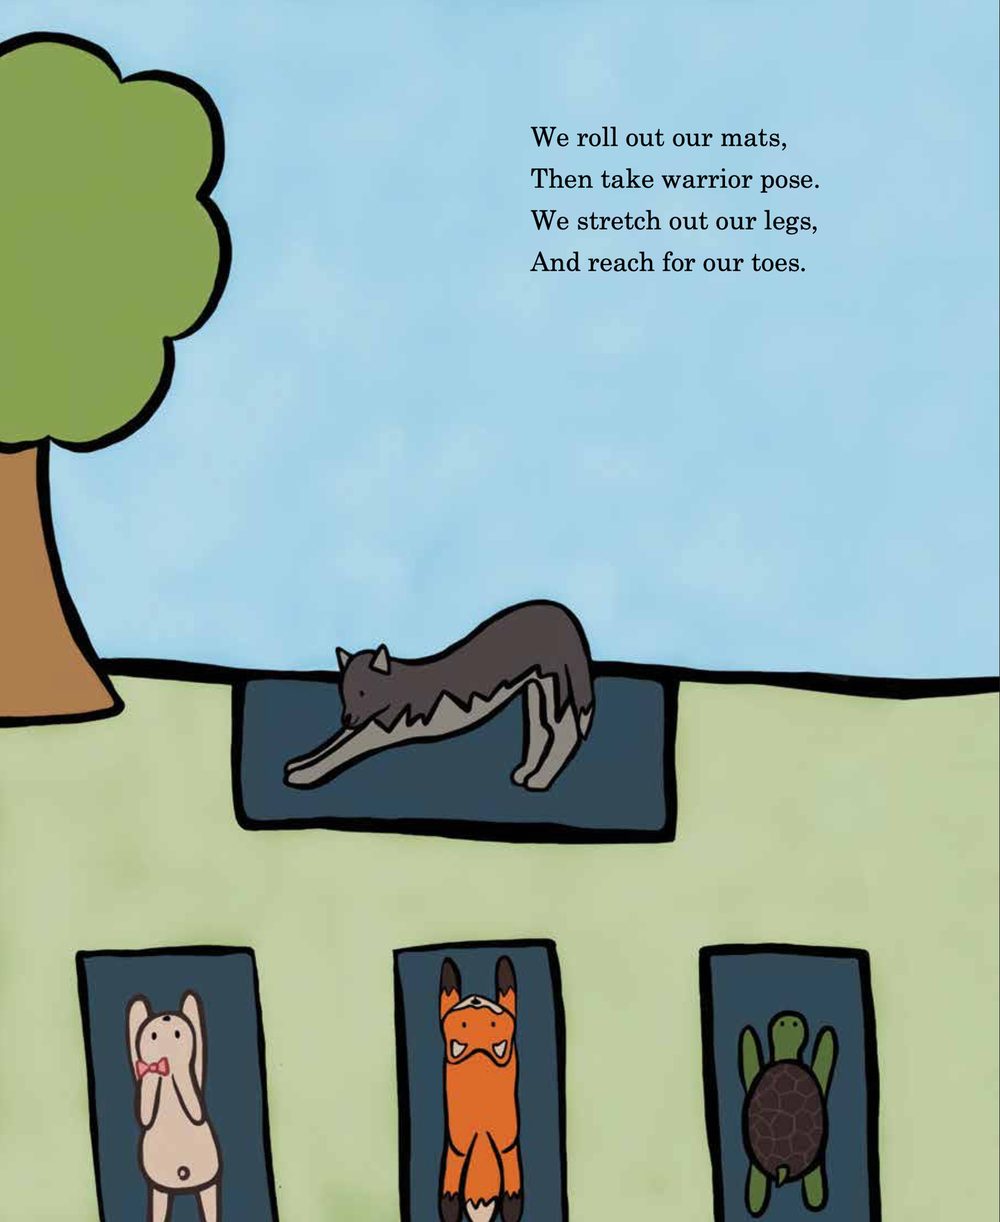 We roll out our mats,
Then take warrior pose.
We stretch out our legs,
And reach for our toes.